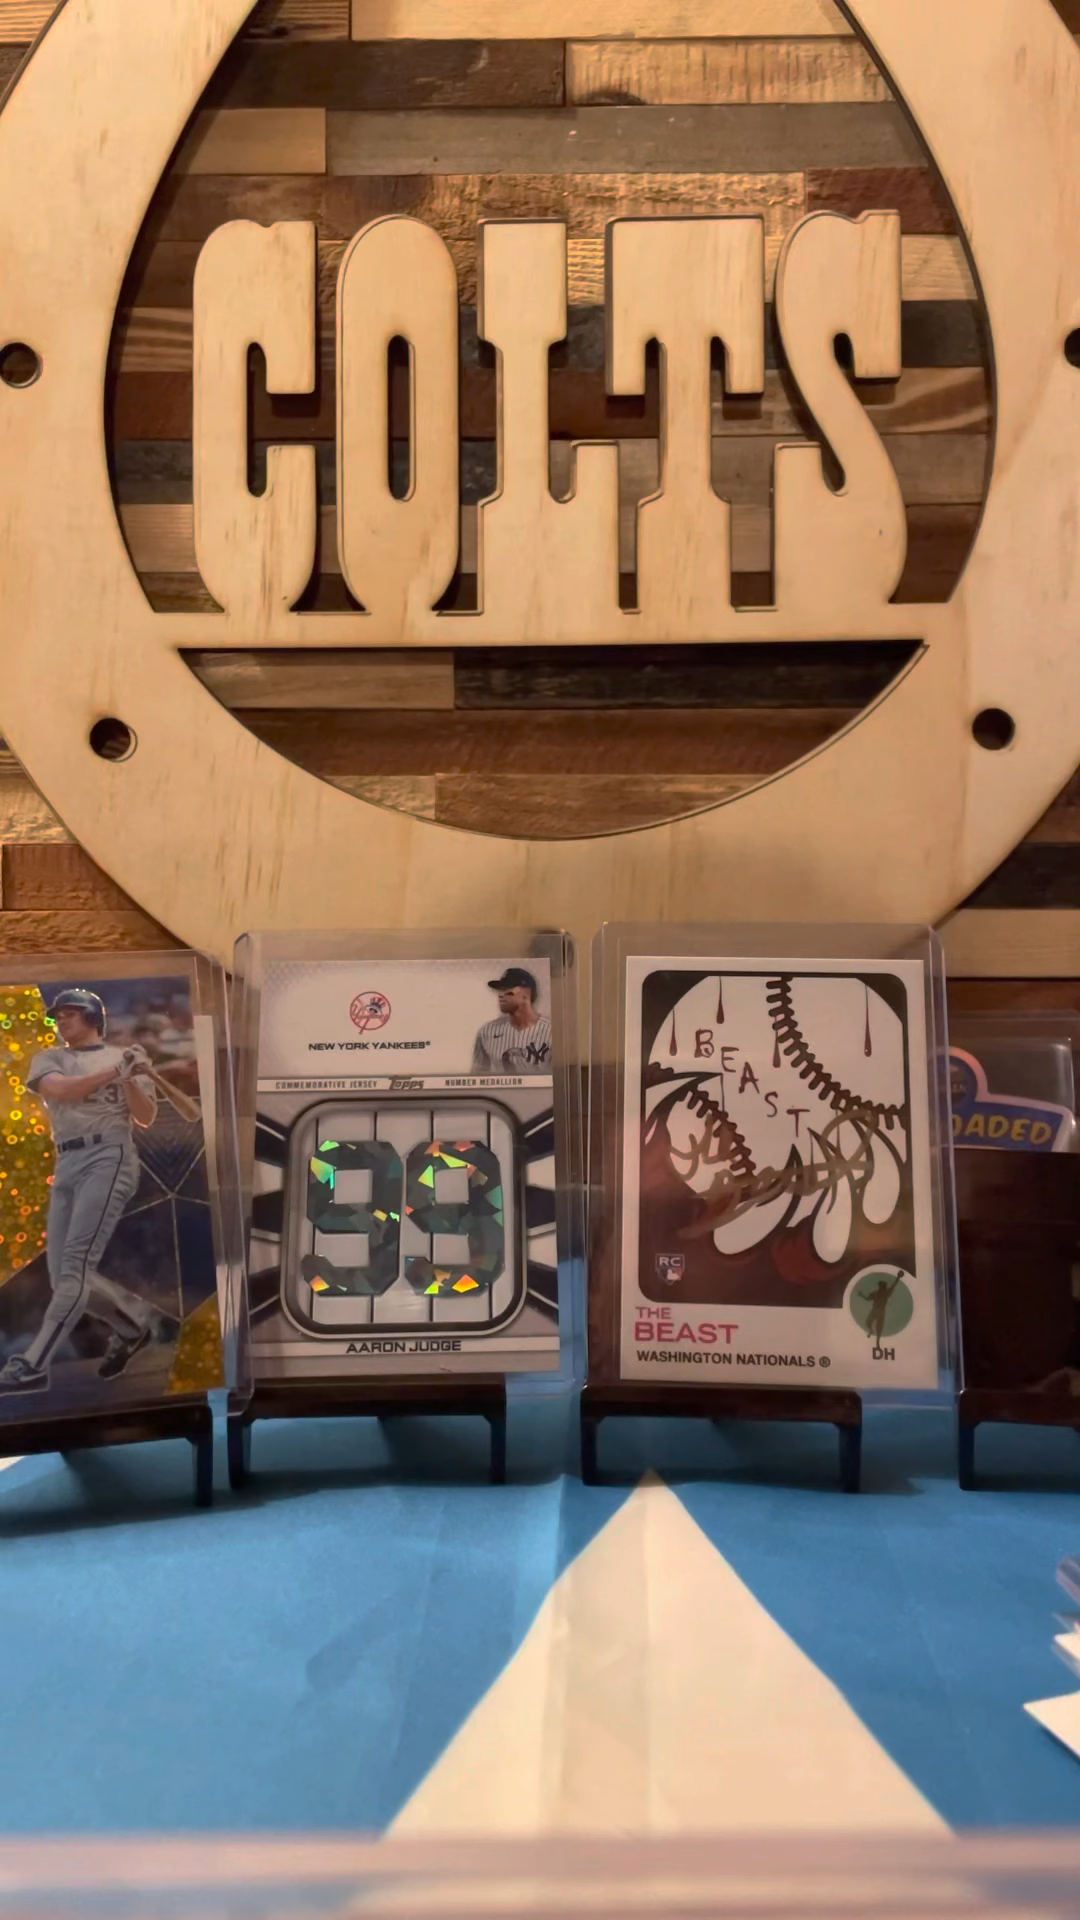 COLTS
NEW YORK YANKEES®
COMMEMORATIVE JERSEY Topps NUMBER MEDALLION
99
AARON JUDGE
BEAST
RC
THE
BEAST
WASHINGTON NATIONALS ®
DH
OADED